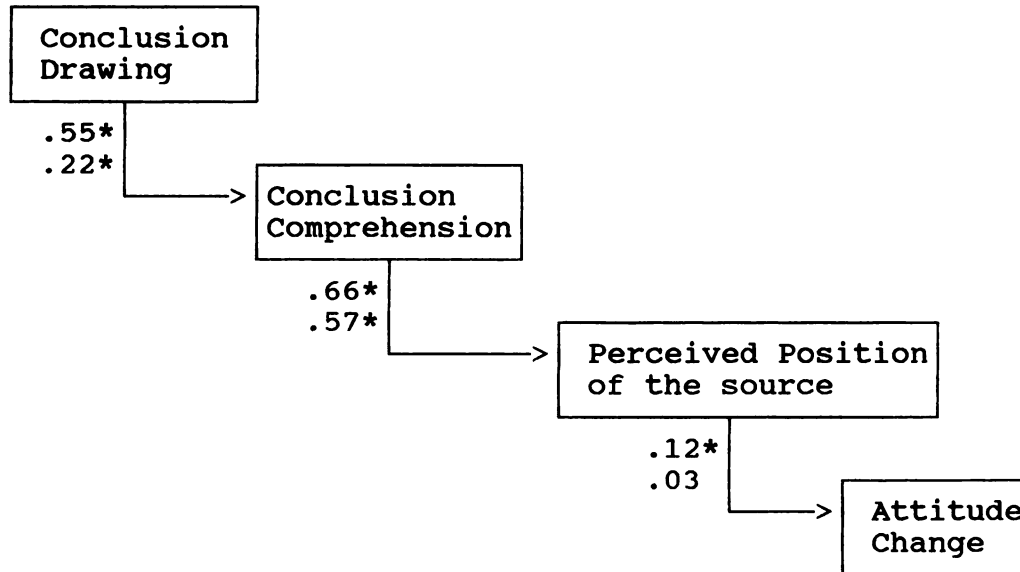 Conclusion
Drawing
.55*
.22*
Conclusion
Comprehension
.66*
.57*
Perceived Position
of the source
.12*
.03
Attitude
Change